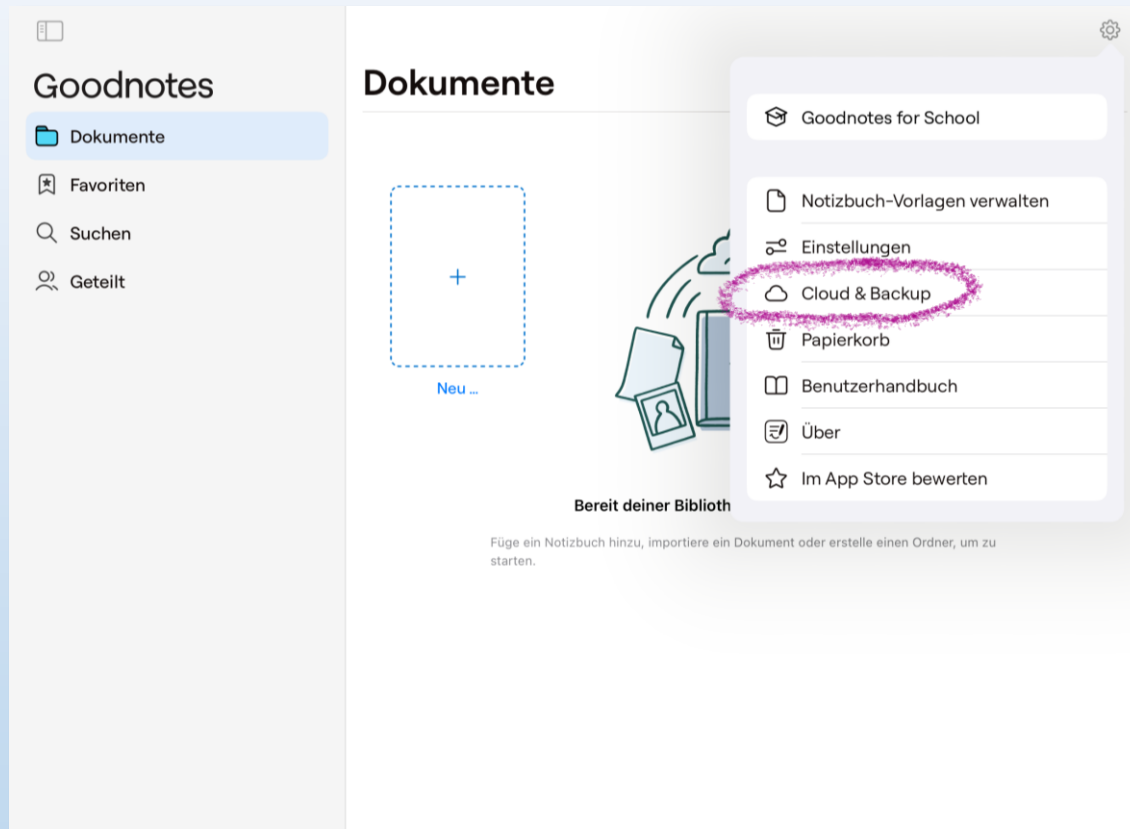 Goodnotes
Dokumente
Favoriten
Suchen
Geteilt
Dokumente
Neu ...
Bereit deiner Biblioth
Füge ein Notizbuch hinzu, importiere ein Dokument oder erstelle einen Ordner, um zu
starten.
Goodnotes for School
Notizbuch-Vorlagen verwalten
Einstellungen
Cloud & Backup
Papierkorb
Benutzerhandbuch
Über
Im App Store bewerten